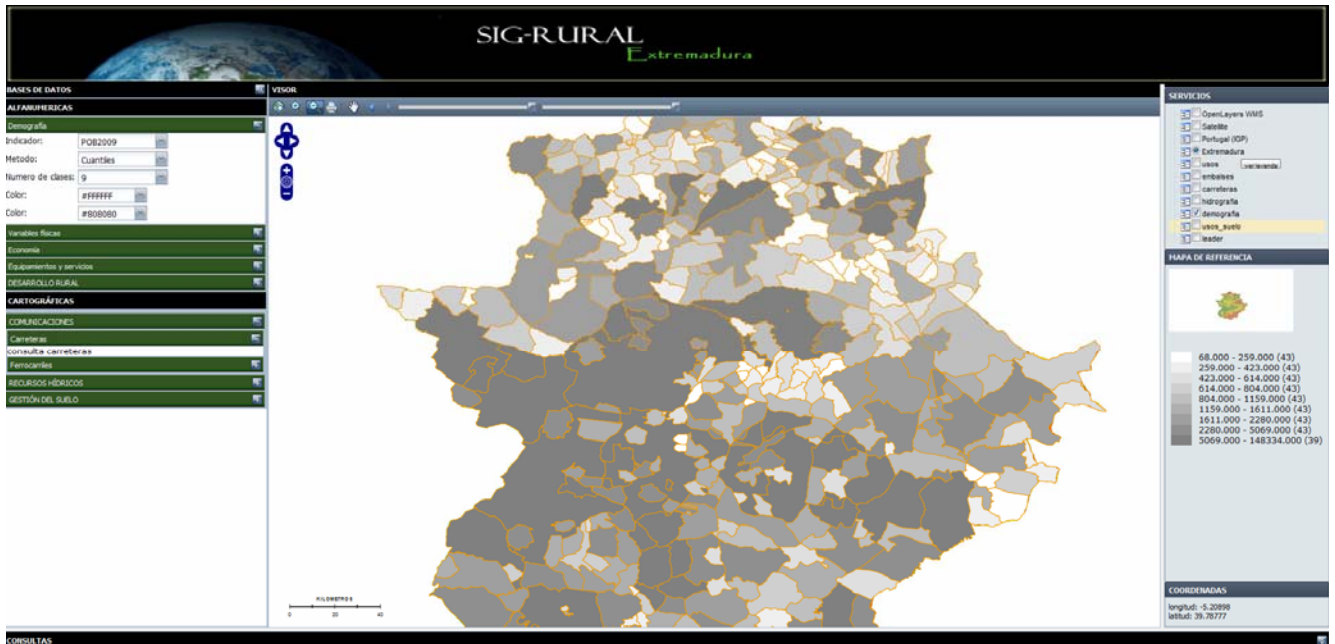 SIG-RURAL
Extremadura
BASES DE DATOS
VISOR
SERVICIOS
ALFANUMERICAS
Demografía
Indicador: POB2009
Metodo: Cuantiles
Numero de clases: 9
Color: #FFFFFF
Color: #808080
Variables físicas
Economía
Equipamientos y servicios
DESARROLLO RURAL
CARTOGRÁFICAS
COMUNICACIONES
Carreteras
consulta carreteras
Ferrocarriles
RECURSOS HÍDRICOS
GESTIÓN DEL SUELO
KILOMETROS
0 20 40
OpenLayers WMS
Satellite
Portugal (IGP)
Extremadura
usos
ver leyenda
embalses
carreteras
hidrografia
demografia
usos_suelo
leader
MAPA DE REFERENCIA
68.000 - 259.000 (43)
259.000 - 423.000 (43)
423.000 - 614.000 (43)
614.000 - 804.000 (43)
804.000 - 1159.000 (43)
1159.000 - 1611.000 (43)
1611.000 - 2280.000 (43)
2280.000 - 5069.000 (43)
5069.000 - 148334.000 (39)
COORDENADAS
longitud: -5.20898
latitud: 39.78777
CONSULTAS